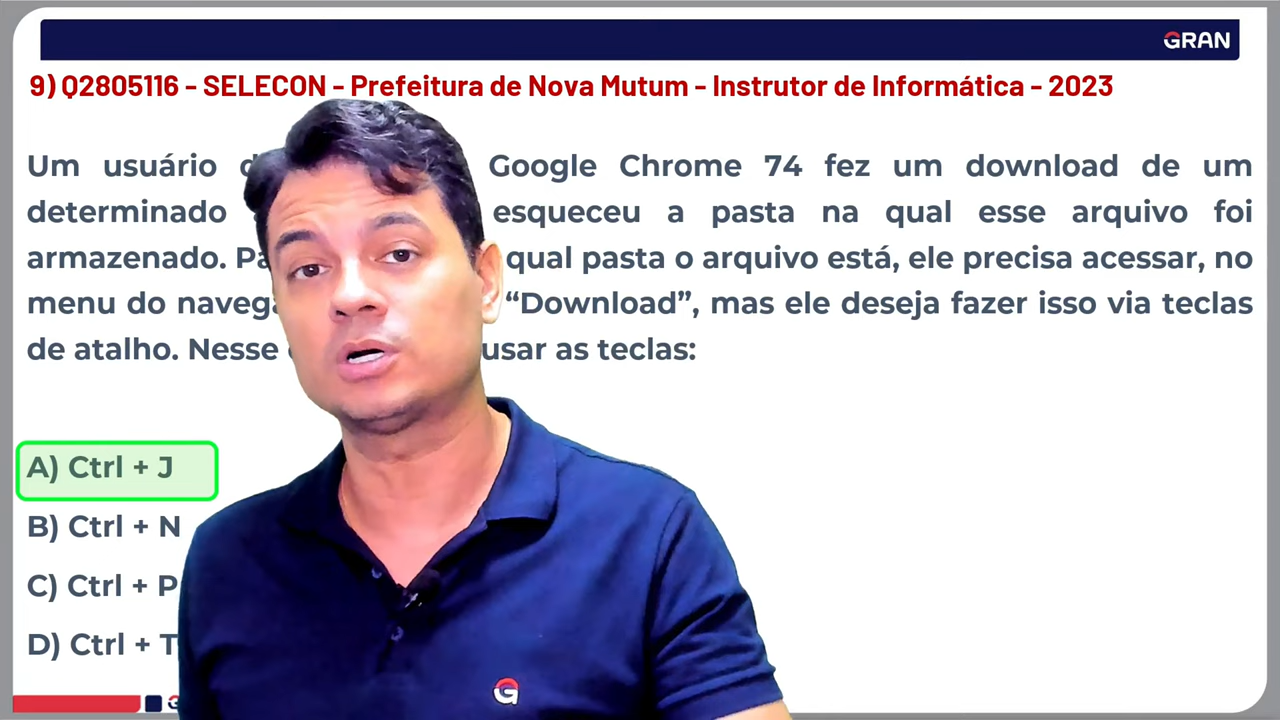 GRAN
9) Q2805116 - SELECON - Prefeitura de Nova Mutum - Instrutor de Informática - 2023
Um usuário Google Chrome 74 fez um download de um
determinado esqueceu a pasta na qual esse arquivo foi
armazenado. qual pasta o arquivo está, ele precisa acessar, no
menu do "Download", mas ele deseja fazer isso via teclas
de atalho. Nesse usar as teclas:
A) Ctrl + J
B) Ctrl + N
C) Ctrl + P
D) Ctrl + T